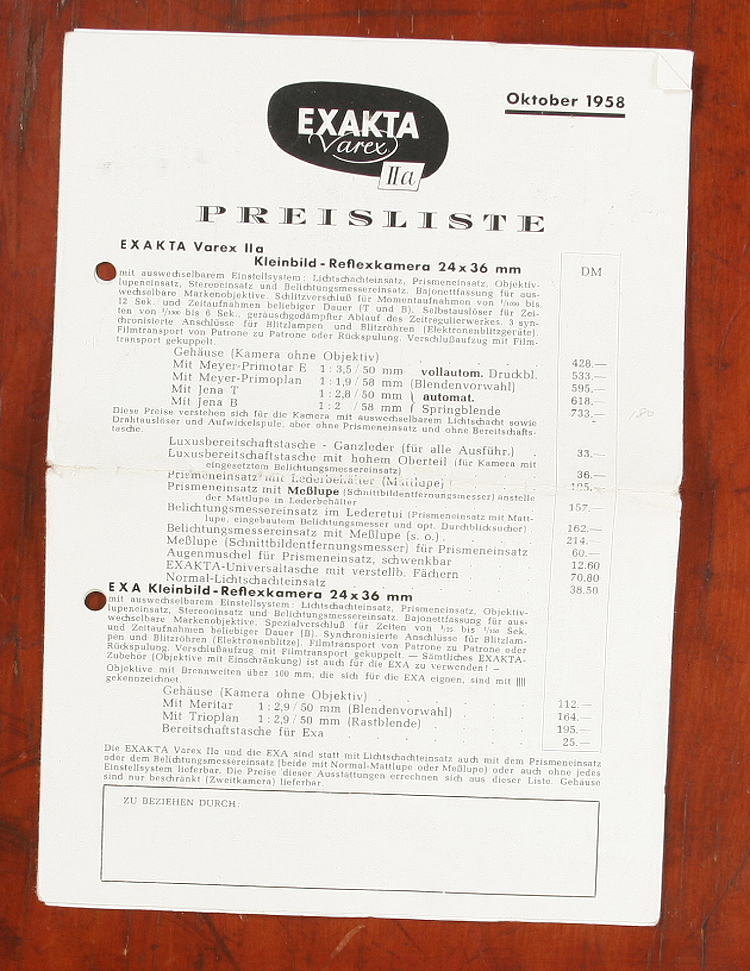 Oktober 1958
EXAKTA
Varex
IIa
PREISLISTE
EXAKTA Varex IIa
Kleinbild-Reflexkamera 24x36 mm
DM
mit auswechselbarem Einstellsystem: Lichtschachteinsatz, Prismeneinsatz, Objektiv-
lupeneinsatz, Stereoeinsatz und Belichtungsmessereinsatz. Bajonettfassung für aus-
wechselbare Markenobjektive. Schlitzverschluß für Momentaufnahmen von 1/1000 bis
12 Sek. und Zeitaufnahmen beliebiger Dauer (T und B). Selbstauslöser für Zei-
ten von 1/1000 bis 6 Sek., geräuschgedämpfter Ablauf des Zeitregulierwerkes. 3 syn-
chronisierte Anschlüsse für Blitzlampen und Blitzröhren (Elektronenblitzgeräte).
Filmtransport von Patrone zu Patrone oder Rückspulung. Verschlußaufzug mit Film-
transport gekuppelt.
Gehäuse (Kamera ohne Objektiv) 428.—
Mit Meyer-Primotar E 1:3,5/50 mm vollautom. Druckbl. 533.—
Mit Meyer-Primoplan 1:1,9/58 mm (Blendenvorwahl) 595.—
Mit Jena T 1:2,8/50 mm } automat. 618.—
Mit Jena B 1:2 /58 mm } Springblende 733.—
Diese Preise verstehen sich für die Kamera mit auswechselbarem Lichtschacht sowie
Drahtauslöser und Aufwickelspule, aber ohne Prismeneinsatz und ohne Bereitschafts-
tasche.
180
Luxusbereitschaftstasche - Ganzleder (für alle Ausführ.) . 33.—
Luxusbereitschaftstasche mit hohem Oberteil (für Kamera mit
eingesetztem Belichtungsmessereinsatz) 36.—
Prismeneinsatz mit Lederbehälter (Mattlupe) 105.—
Prismeneinsatz mit Meßlupe (Schnittbildentfernungsmesser) anstelle
der Mattlupe in Lederbehälter 157.—
Belichtungsmessereinsatz im Lederetui (Prismeneinsatz mit Matt-
lupe, eingebautem Belichtungsmesser und opt. Durchblicksucher) . 162.—
Belichtungsmessereinsatz mit Meßlupe (s. o.) . 214.—
Meßlupe (Schnittbildentfernungsmesser) für Prismeneinsatz 60.—
Augenmuschel für Prismeneinsatz, schwenkbar 12.60
EXAKTA-Universaltasche mit verstellb. Fächern 70.80
Normal-Lichtschachteinsatz 38.50
EXA Kleinbild-Reflexkamera 24x36 mm
mit auswechselbarem Einstellsystem: Lichtschachteinsatz, Prismeneinsatz, Objektiv-
lupeneinsatz, Stereoeinsatz und Belichtungsmessereinsatz. Bajonettfassung für aus-
wechselbare Markenobjektive. Spezialverschluß für Zeiten von 1/25 bis 1/150 Sek.
und Zeitaufnahmen beliebiger Dauer (B). Synchronisierte Anschlüsse für Blitzlam-
pen und Blitzröhren (Elektronenblitze). Filmtransport von Patrone zu Patrone oder
Rückspulung. Verschlußaufzug mit Filmtransport gekuppelt. — Sämtliches EXAKTA-
Zubehör (Objektive mit Einschränkung) ist auch für die EXA zu verwenden! —
Objektive mit Brennweiten über 100 mm, die sich für die EXA eignen, sind mit ||||
gekennzeichnet.
Gehäuse (Kamera ohne Objektiv) . 112.—
Mit Meritar 1:2,9/50 mm (Blendenvorwahl) 164.—
Mit Trioplan 1:2,9/50 mm (Rastblende) 195.—
Bereitschaftstasche für Exa 25.—
Die EXAKTA Varex IIa und die EXA sind statt mit Lichtschachteinsatz auch mit dem Prismeneinsatz
oder dem Belichtungsmessereinsatz (beide mit Normal-Mattlupe oder Meßlupe) oder auch ohne jedes
Einstellsystem lieferbar. Die Preise dieser Ausstattungen errechnen sich aus dieser Liste. Gehäuse
sind nur beschränkt (Zweitkamera) lieferbar.
ZU BEZIEHEN DURCH: